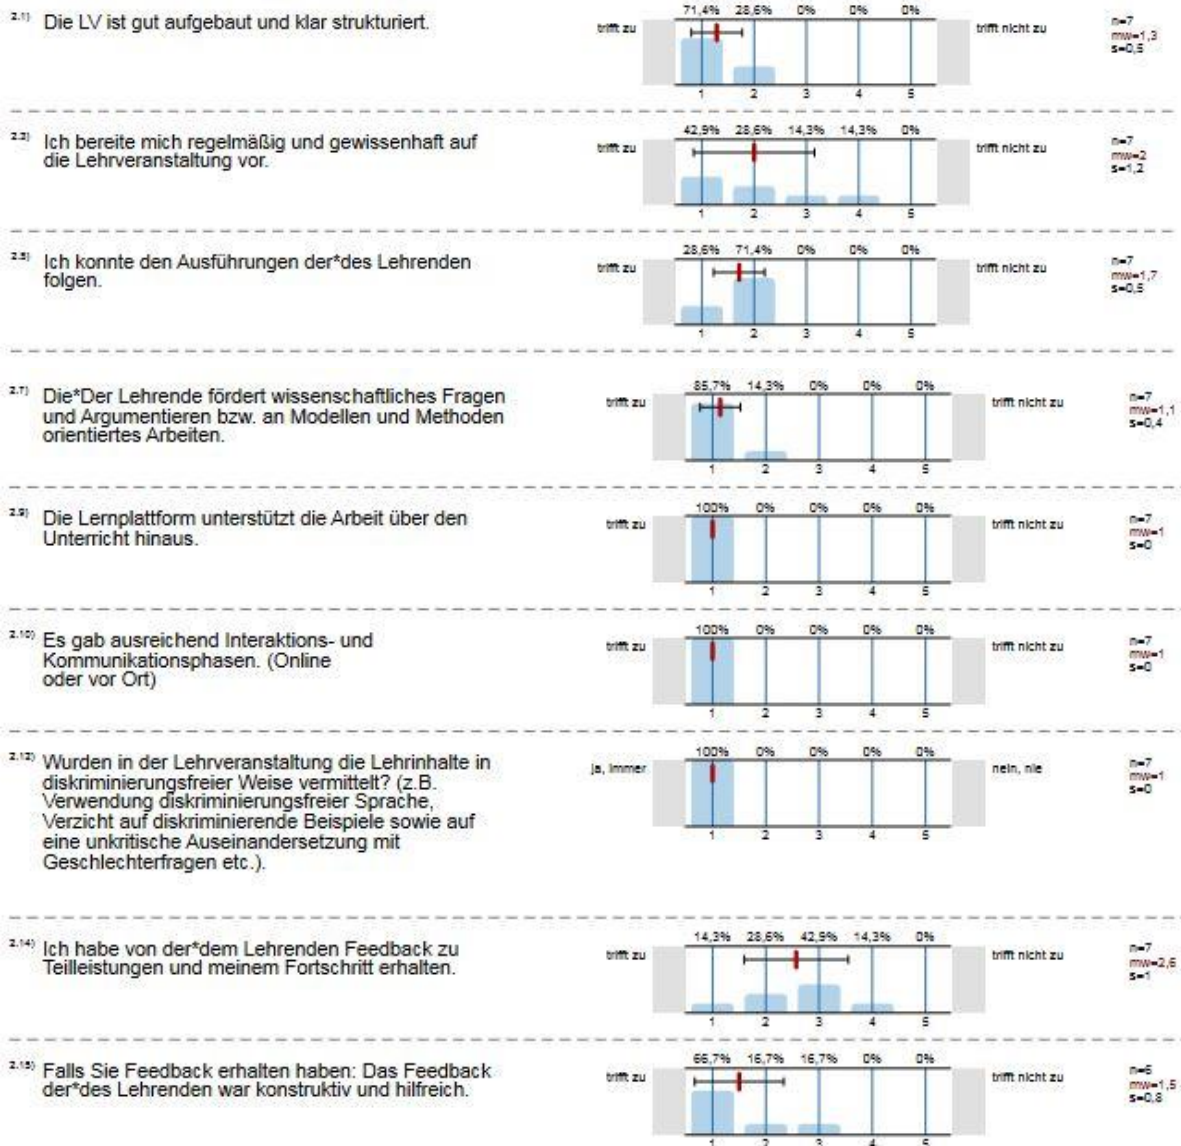 2.1) Die LV ist gut aufgebaut und klar strukturiert.
trifft zu
71,4% 28,6% 0% 0% 0%
1 2 3 4 5
trifft nicht zu
n=7
mw=1,3
s=0,5
2.2) Ich bereite mich regelmäßig und gewissenhaft auf
die Lehrveranstaltung vor.
trifft zu
42,9% 28,6% 14,3% 14,3% 0%
1 2 3 4 5
trifft nicht zu
n=7
mw=2
s=1,2
Ich konnte den Ausführungen der*des Lehrenden
folgen.
trifft zu
28,6% 71,4% 0% 0% 0%
1 2 3 4 5
trifft nicht zu
n=7
mw=1,7
s=0,5
2.7) Die*Der Lehrende fördert wissenschaftliches Fragen
und Argumentieren bzw. an Modellen und Methoden
orientiertes Arbeiten.
trifft zu
85,7% 14,3% 0% 0% 0%
1 2 3 4 5
trifft nicht zu
n=7
mw=1,1
s=0,4
2.9) Die Lernplattform unterstützt die Arbeit über den
Unterricht hinaus.
trifft zu
100% 0% 0% 0% 0%
1 2 3 4 5
trifft nicht zu
n=7
mw=1
s=0
2.10) Es gab ausreichend Interaktions- und
Kommunikationsphasen. (Online
oder vor Ort)
trifft zu
100% 0% 0% 0% 0%
1 2 3 4 5
trifft nicht zu
n=7
mw=1
s=0
Wurden in der Lehrveranstaltung die Lehrinhalte in
diskriminierungsfreier Weise vermittelt? (z.B.
Verwendung diskriminierungsfreier Sprache,
Verzicht auf diskriminierende Beispiele sowie auf
eine unkritische Auseinandersetzung mit
Geschlechterfragen etc.).
ja, immer
100% 0% 0% 0% 0%
1 2 3 4 5
nein, nie
n=7
mw=1
s=0
2.14) Ich habe von der*dem Lehrenden Feedback zu
Teilleistungen und meinem Fortschritt erhalten.
trifft zu
14,3% 28,6% 42,9% 14,3% 0%
1 2 3 4 5
trifft nicht zu
n=7
mw=2,6
s=1
Falls Sie Feedback erhalten haben: Das Feedback
der*des Lehrenden war konstruktiv und hilfreich.
trifft zu
66,7% 16,7% 16,7% 0% 0%
1 2 3 4 5
trifft nicht zu
n=6
mw=1,5
s=0,8